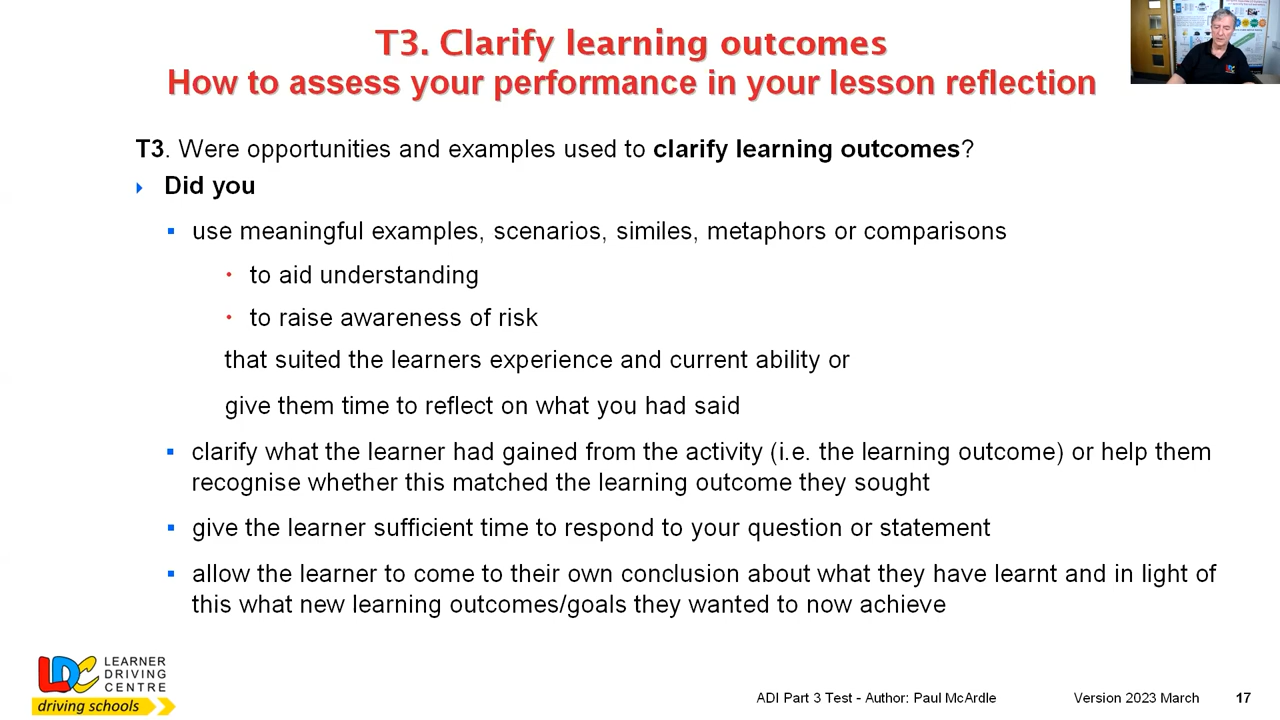 T3. Clarify learning outcomes
How to assess your performance in your lesson reflection
T3. Were opportunities and examples used to clarify learning outcomes?
Did you
use meaningful examples, scenarios, similes, metaphors or comparisons
to aid understanding
to raise awareness of risk
that suited the learners experience and current ability or
give them time to reflect on what you had said
clarify what the learner had gained from the activity (i.e. the learning outcome) or help them
recognise whether this matched the learning outcome they sought
give the learner sufficient time to respond to your question or statement
allow the learner to come to their own conclusion about what they have learnt and in light of
this what new learning outcomes/goals they wanted to now achieve
LDC LEARNER
DRIVING
CENTRE
driving schools
ADI Part 3 Test - Author: Paul McArdle Version 2023 March 17